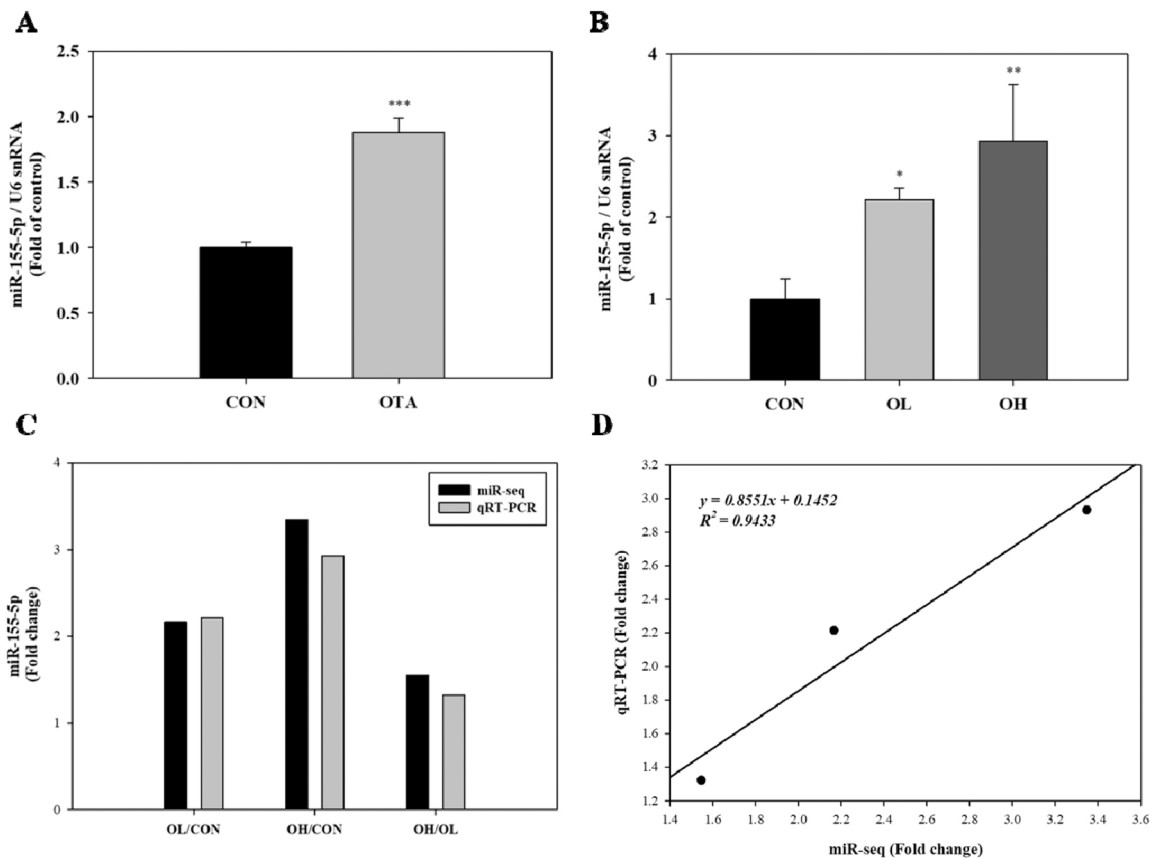 A
miR-155-5p / U6 snRNA
(Fold of control)
2.5
2.0
1.5
1.0
0.5
0.0
***
CON
OTA
B
miR-155-5p / U6 snRNA
(Fold of control)
4
3
2
1
0
*
**
CON
OL
OH
C
miR-155-5p
(Fold change)
4
3
2
1
0
miR-seq
qRT-PCR
OL/CON
OH/CON
OH/OL
D
qRT-PCR (Fold change)
3.2
3.0
2.8
2.6
2.4
2.2
2.0
1.8
1.6
1.4
1.2
y = 0.8551x + 0.1452
R² = 0.9433
1.4 1.6 1.8 2.0 2.2 2.4 2.6 2.8 3.0 3.2 3.4 3.6
miR-seq (Fold change)